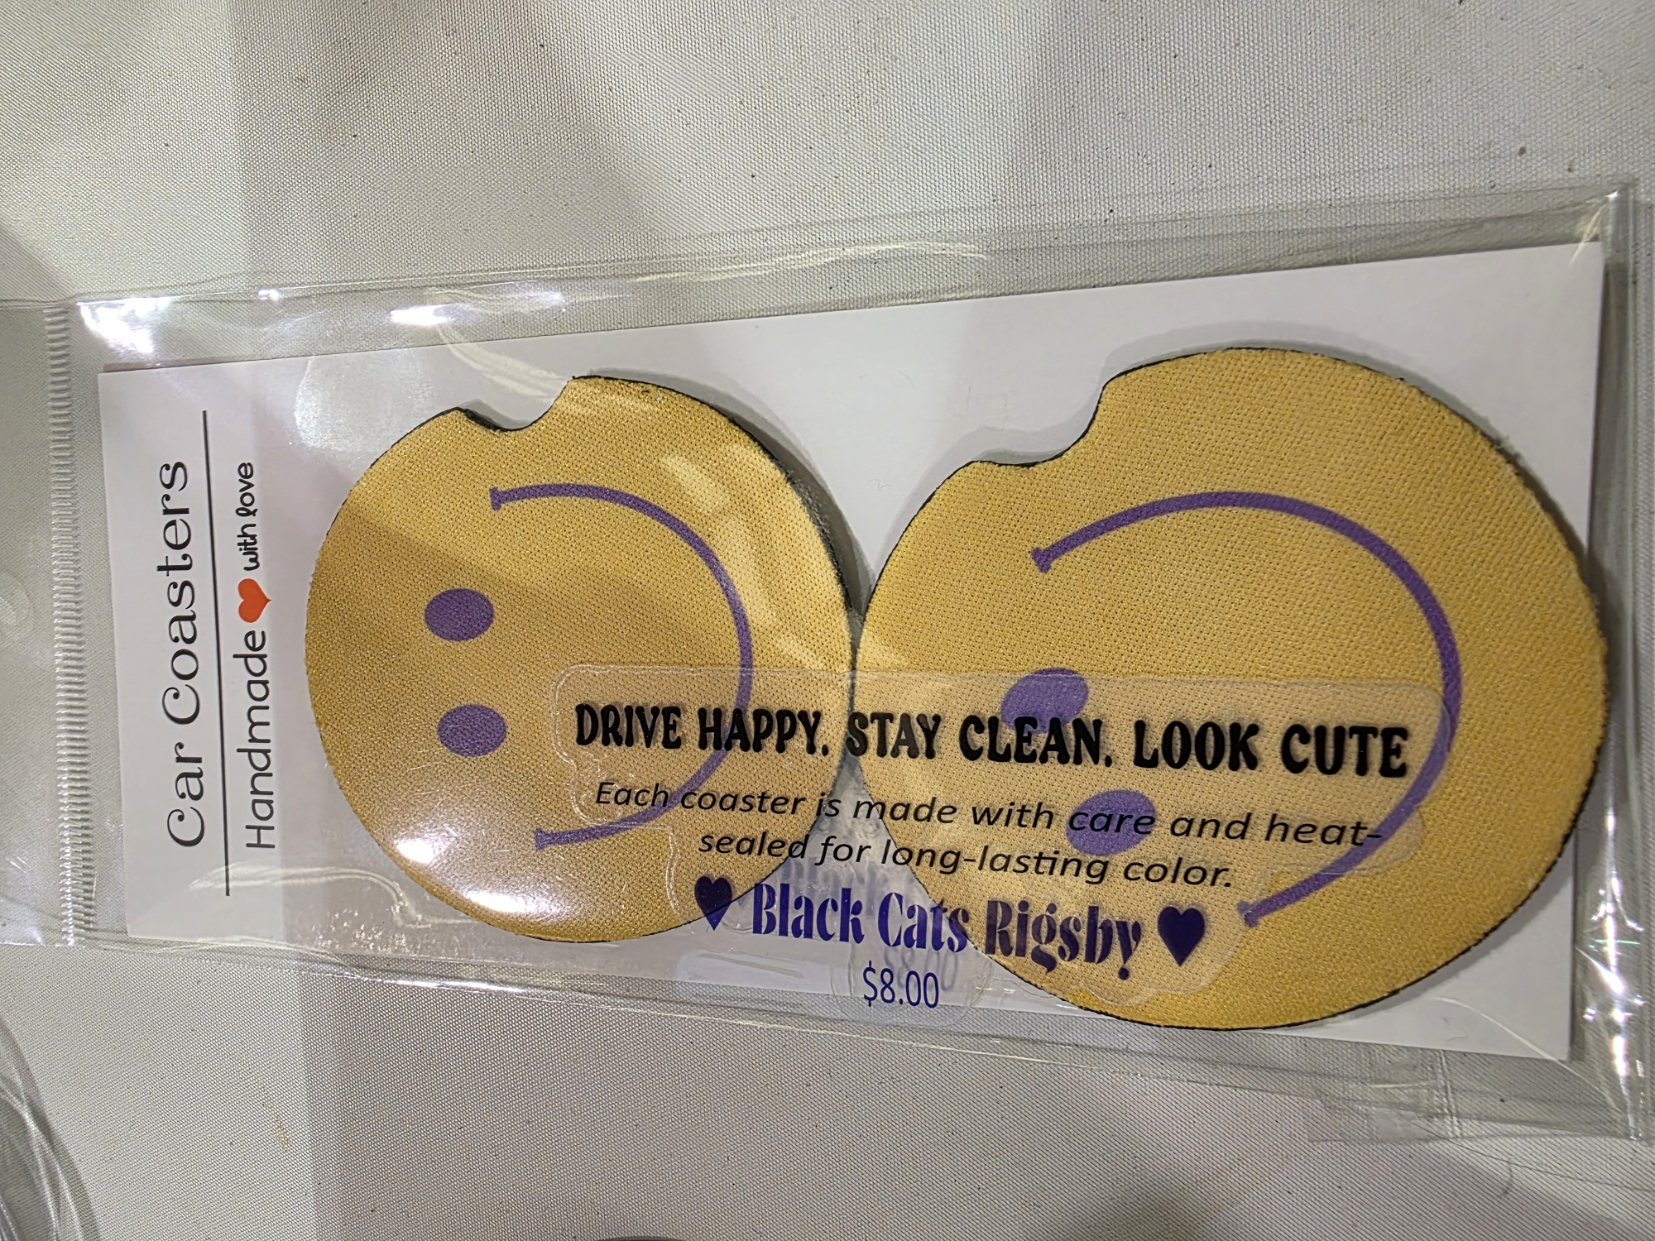 Car Coasters
Handmade ❤ with love
DRIVE HAPPY. STAY CLEAN. LOOK CUTE
Each coaster is made with care and heat-
sealed for long-lasting color.
♥ Black Cats Rigsby ♥
$8.00